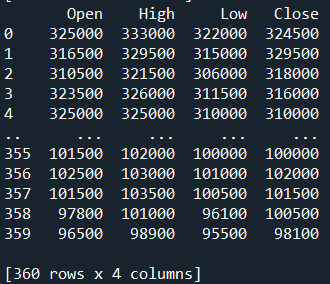 Open High Low Close
0 325000 333000 322000 324500
1 316500 329500 315000 329500
2 310500 321500 306000 318000
3 323500 326000 311500 316000
4 325000 325000 310000 310000
.. ... ... ... ...
355 101500 102000 100000 100000
356 102500 103000 101000 102000
357 101500 103500 100500 101500
358 97800 101000 96100 100500
359 96500 98900 95500 98100
[360 rows x 4 columns]